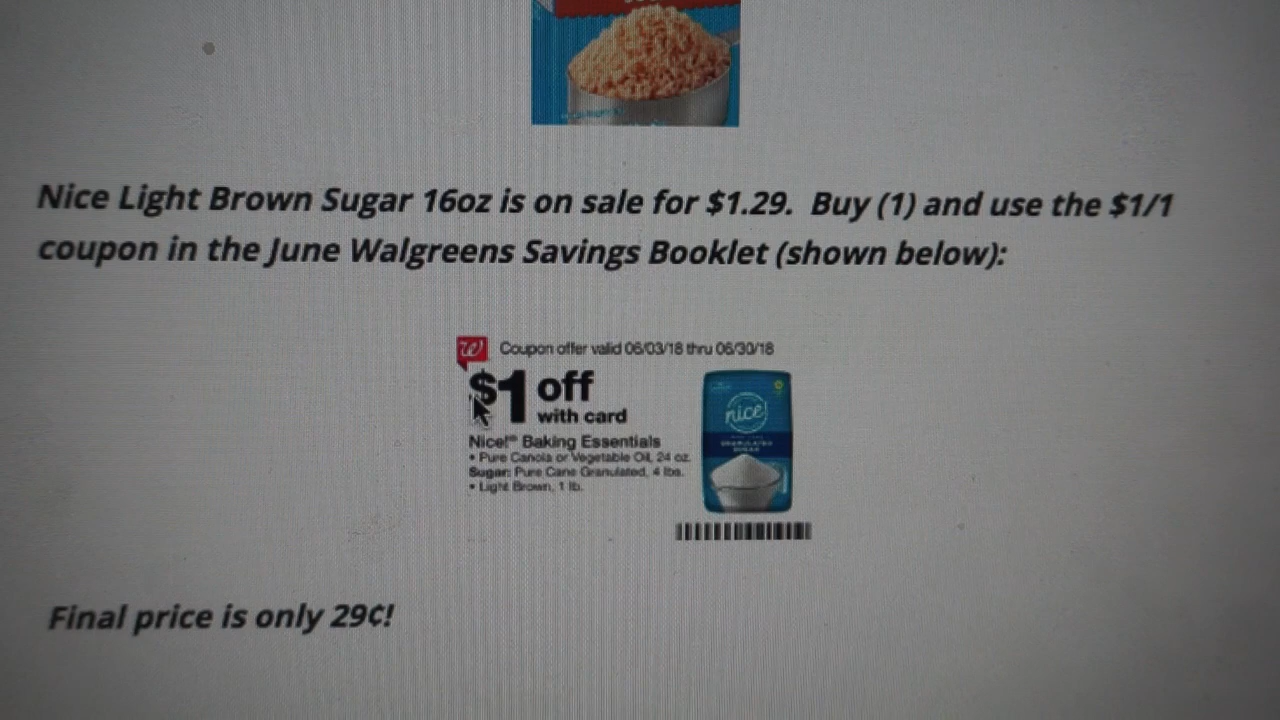 Nice Light Brown Sugar 16oz is on sale for $1.29. Buy (1) and use the $1/1
coupon in the June Walgreens Savings Booklet (shown below):
W Coupon offer valid 06/03/18 thru 06/30/18
$1 off
with card
Nice!® Baking Essentials
• Pure Canola or Vegetable Oil, 24 oz.
Sugar: Pure Cane Granulated, 4 lbs.
• Light Brown, 1 lb.
nice!
GRANULATED
SUGAR
Final price is only 29¢!